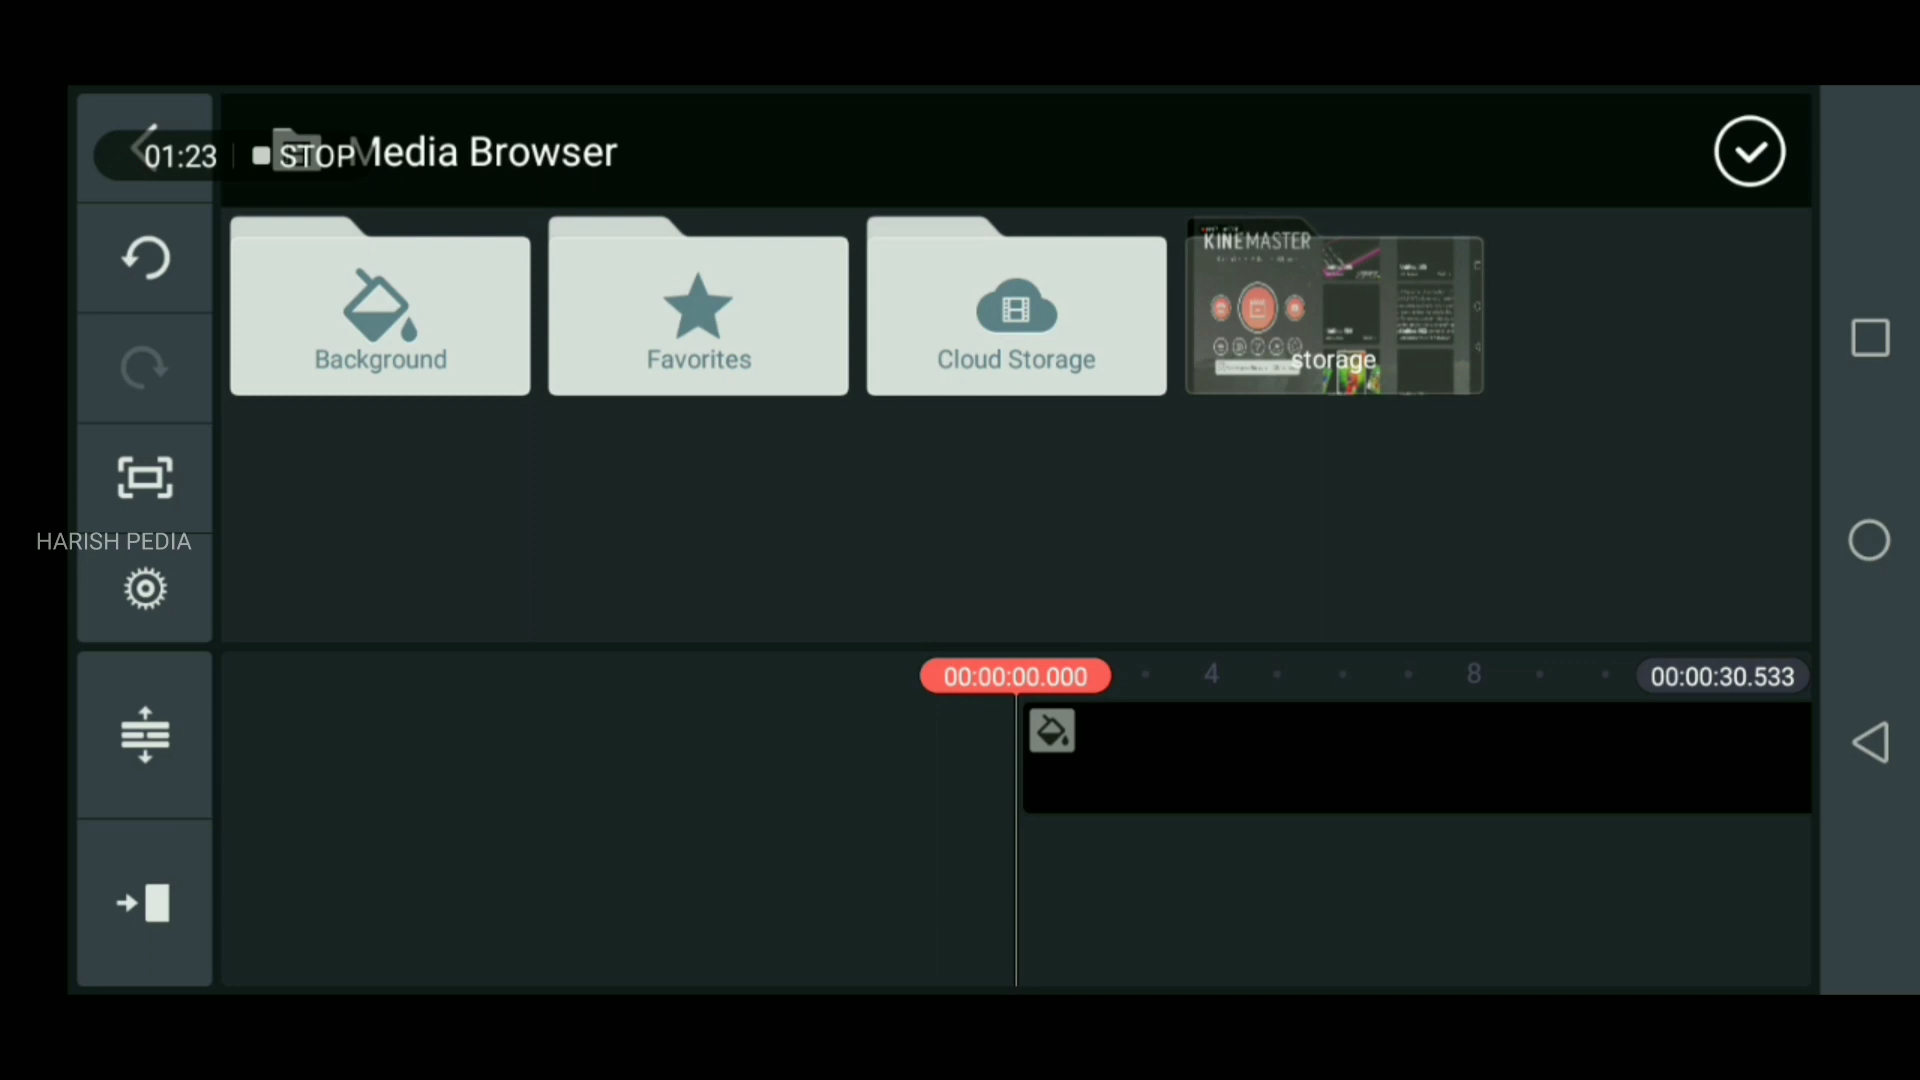 01:23 STOP Media Browser
Background
Favorites
Cloud Storage
KINEMASTER
storage
HARISH PEDIA
00:00:00.000
4
8
00:00:30.533